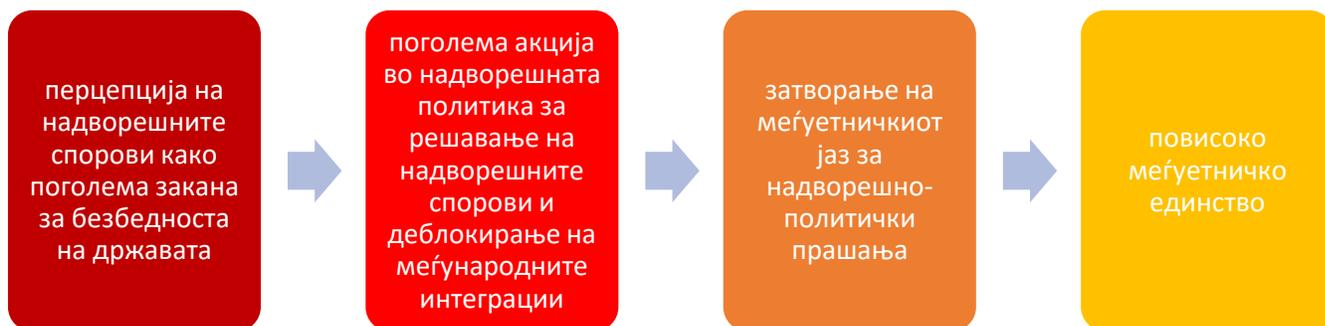 перцепција на
надворешните
спорови како
поголема закана
за безбедноста
на државата
поголема акција
во надворешната
политика за
решавање на
надворешните
спорови и
деблокирање на
меѓународните
интеграции
затворање на
меѓуетничкиот
јаз за
надворешно-
политички
прашања
повисоко
меѓуетничко
единство